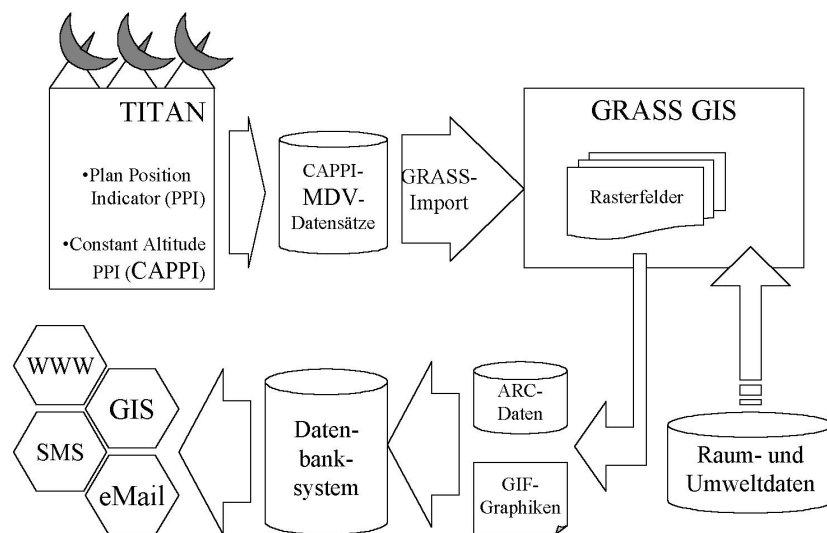 TITAN
•Plan Position
Indicator (PPI)
•Constant Altitude
PPI (CAPPI)
CAPPI-
MDV-
Datensätze
GRASS-
Import
GRASS GIS
Rasterfelder
WWW
GIS
SMS
eMail
Daten-
bank-
system
ARC-
Daten
GIF-
Graphiken
Raum- und
Umweltdaten